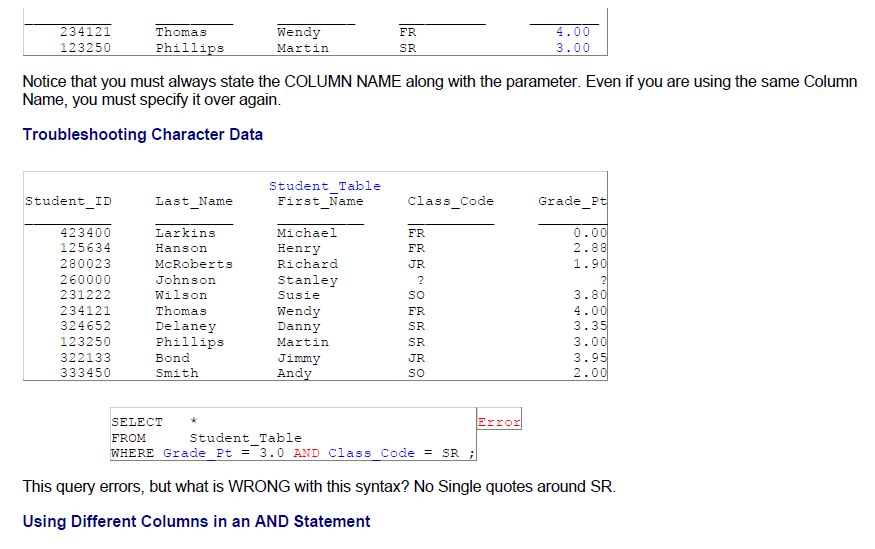 234121 Thomas Wendy FR 4.00
123250 Phillips Martin SR 3.00
Notice that you must always state the COLUMN NAME along with the parameter. Even if you are using the same Column
Name, you must specify it over again.
Troubleshooting Character Data
Student_Table
Student_ID Last_Name First_Name Class_Code Grade_Pt
423400 Larkins Michael FR 0.00
125634 Hanson Henry FR 2.88
280023 McRoberts Richard JR 1.90
260000 Johnson Stanley ? ?
231222 Wilson Susie SO 3.80
234121 Thomas Wendy FR 4.00
324652 Delaney Danny SR 3.35
123250 Phillips Martin SR 3.00
322133 Bond Jimmy JR 3.95
333450 Smith Andy SO 2.00
SELECT * Error
FROM Student_Table
WHERE Grade_Pt = 3.0 AND Class_Code = SR ;
This query errors, but what is WRONG with this syntax? No Single quotes around SR.
Using Different Columns in an AND Statement